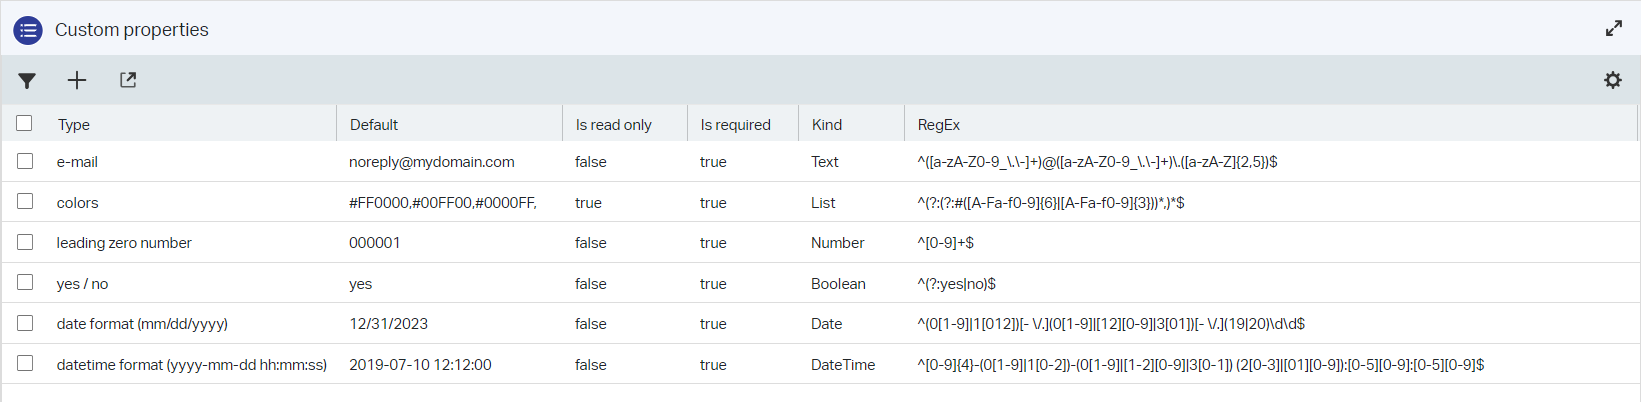 Custom properties
Type Default Is read only Is required Kind RegEx
e-mail noreply@mydomain.com false true Text ^([a-zA-Z0-9_\.\-]+)@([a-zA-Z0-9_\.\-]+)\.([a-zA-Z]{2,5})$
colors #FF0000,#00FF00,#0000FF, true true List ^(?:(?:#([A-Fa-f0-9]{6}|[A-Fa-f0-9]{3}))*,)*$
leading zero number 000001 false true Number ^[0-9]+$
yes / no yes false true Boolean ^(?:yes|no)$
date format (mm/dd/yyyy) 12/31/2023 false true Date ^(0[1-9]|1[012])[- \/.](0[1-9]|[12][0-9]|3[01])[- \/.](19|20)\d\d$
datetime format (yyyy-mm-dd hh:mm:ss) 2019-07-10 12:12:00 false true DateTime ^[0-9]{4}-(0[1-9]|1[0-2])-(0[1-9]|[1-2][0-9]|3[0-1]) (2[0-3]|[01][0-9]):[0-5][0-9]:[0-5][0-9]$